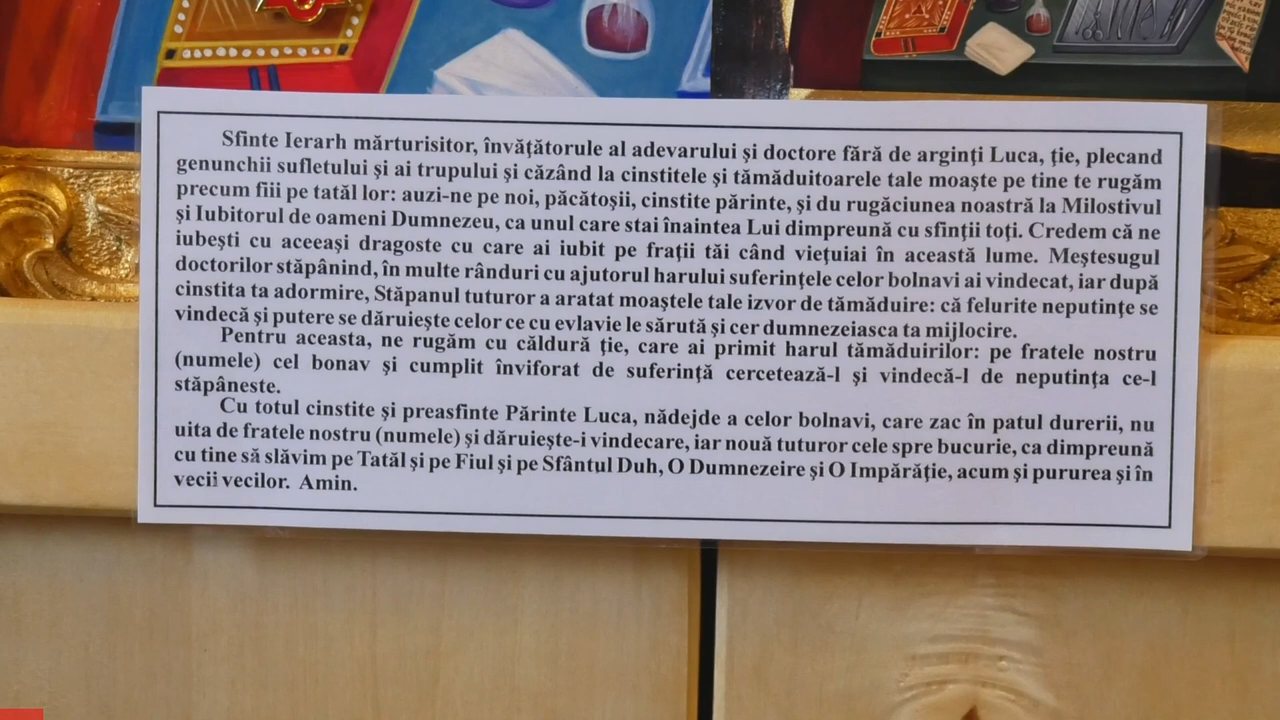 Sfinte Ierarh mărturisitor, învăţătorule al adevarului şi doctore fără de arginţi Luca, ţie, plecand
genunchii sufletului şi ai trupului şi căzând la cinstitele şi tămăduitoarele tale moaşte pe tine te rugăm
precum fiii pe tatăl lor: auzi-ne pe noi, păcătoşii, cinstite părinte, şi du rugăciunea noastră la Milostivul
şi Iubitorul de oameni Dumnezeu, ca unul care stai înaintea Lui dimpreună cu sfinţii toţi. Credem că ne
iubeşti cu aceeaşi dragoste cu care ai iubit pe fraţii tăi când vieţuiai în această lume. Meştesugul
doctorilor stăpânind, în multe rânduri cu ajutorul harului suferinţele celor bolnavi ai vindecat, iar după
cinstita ta adormire, Stăpanul tuturor a aratat moaştele tale izvor de tămăduire: că felurite neputinţe se
vindecă şi putere se dăruieşte celor ce cu evlavie le sărută şi cer dumnezeiasca ta mijlocire.
Pentru aceasta, ne rugăm cu căldură ţie, care ai primit harul tămăduirilor: pe fratele nostru
(numele) cel bonav şi cumplit înviforat de suferinţă cercetează-l şi vindecă-l de neputinţa ce-l
stăpâneste.
Cu totul cinstite şi preasfinte Părinte Luca, nădejde a celor bolnavi, care zac în patul durerii, nu
uita de fratele nostru (numele) şi dăruieşte-i vindecare, iar nouă tuturor cele spre bucurie, ca dimpreună
cu tine să slăvim pe Tatăl şi pe Fiul şi pe Sfântul Duh, O Dumnezeire şi O Impărăţie, acum şi pururea şi în
vecii vecilor. Amin.